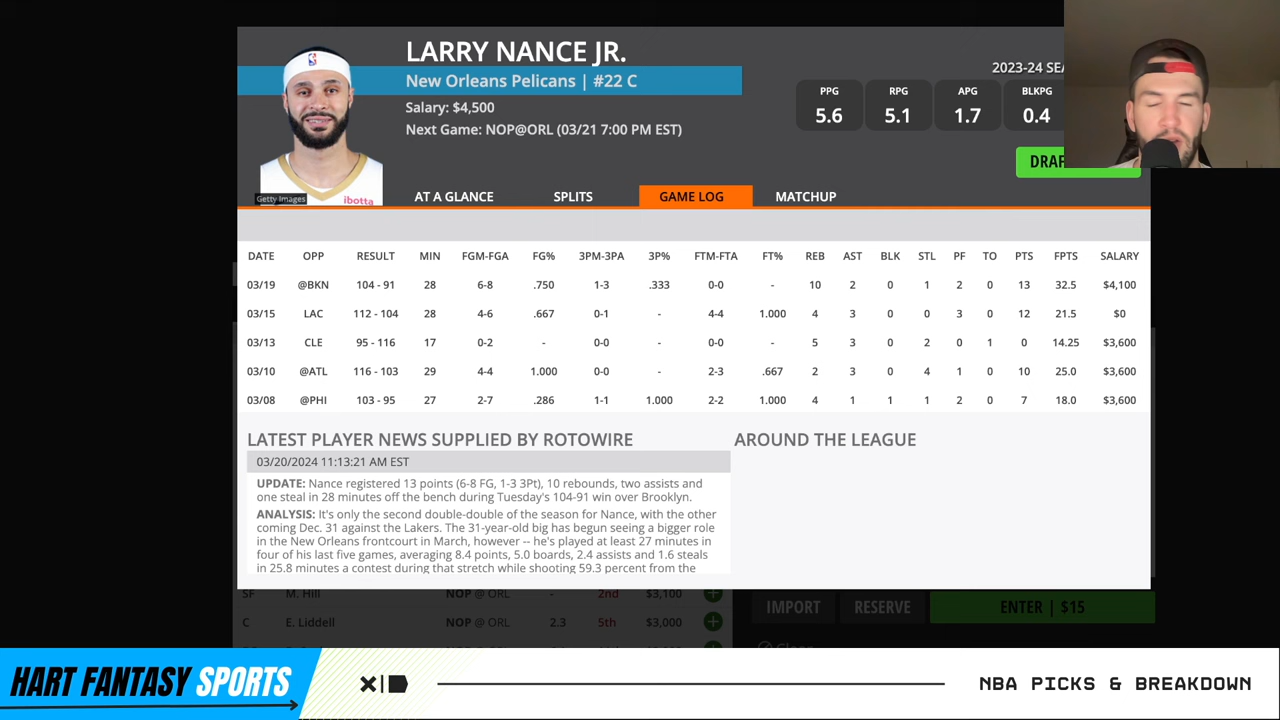 LARRY NANCE JR.
New Orleans Pelicans | #22 C
Salary: $4,500
Next Game: NOP@ORL (03/21 7:00 PM EST)
2023-24 SEA
PPG RPG APG BLKPG
5.6 5.1 1.7 0.4
DRAF
Getty Images
ibotta
AT A GLANCE SPLITS GAME LOG MATCHUP
DATE OPP RESULT MIN FGM-FGA FG% 3PM-3PA 3P% FTM-FTA FT% REB AST BLK STL PF TO PTS FPTS SALARY
03/19 @BKN 104 - 91 28 6-8 .750 1-3 .333 0-0 - 10 2 0 1 2 0 13 32.5 $4,100
03/15 LAC 112 - 104 28 4-6 .667 0-1 - 4-4 1.000 4 3 0 0 3 0 12 21.5 $0
03/13 CLE 95 - 116 17 0-2 - 0-0 - 0-0 - 5 3 0 2 0 1 0 14.25 $3,600
03/10 @ATL 116 - 103 29 4-4 1.000 0-0 - 2-3 .667 2 3 0 4 1 0 10 25.0 $3,600
03/08 @PHI 103 - 95 27 2-7 .286 1-1 1.000 2-2 1.000 4 1 1 1 2 0 7 18.0 $3,600
LATEST PLAYER NEWS SUPPLIED BY ROTOWIRE
AROUND THE LEAGUE
03/20/2024 11:13:21 AM EST
UPDATE: Nance registered 13 points (6-8 FG, 1-3 3Pt), 10 rebounds, two assists and
one steal in 28 minutes off the bench during Tuesday's 104-91 win over Brooklyn.
ANALYSIS: It's only the second double-double of the season for Nance, with the other
coming Dec. 31 against the Lakers. The 31-year-old big has begun seeing a bigger role
in the New Orleans frontcourt in March, however -- he's played at least 27 minutes in
four of his last five games, averaging 8.4 points, 5.0 boards, 2.4 assists and 1.6 steals
in 25.8 minutes a contest during that stretch while shooting 59.3 percent from the
SF M. Hill NOP @ ORL - 2nd $3,100
C E. Liddell NOP @ ORL 2.3 5th $3,000
IMPORT RESERVE ENTER | $15
HART FANTASY SPORTS
NBA PICKS & BREAKDOWN